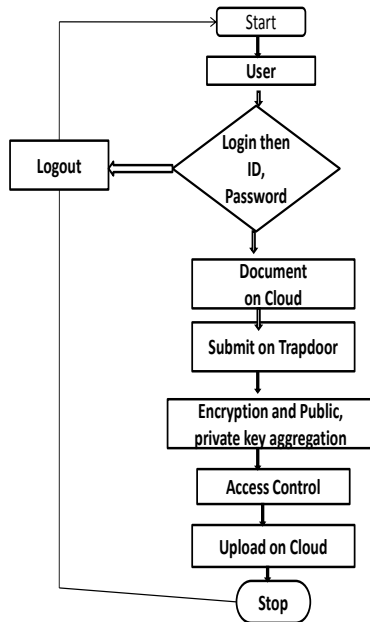 Start
User
Login then
ID,
Password
Logout
Document
on Cloud
Submit on Trapdoor
Encryption and Public,
private key aggregation
Access Control
Upload on Cloud
Stop